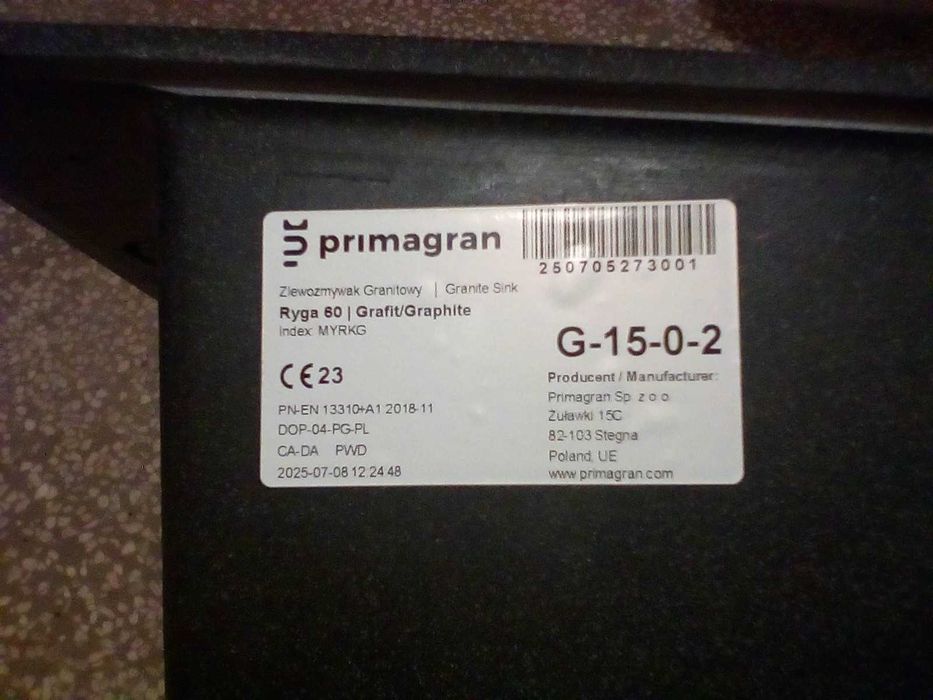 primagran
250705273001
Zlewozmywak Granitowy | Granite Sink
Ryga 60 | Grafit/Graphite
Index: MYRKG
G-15-0-2
CE 23
PN-EN 13310+A1:2018-11
DOP-04-PG-PL
CA-DA PWD
2025-07-08 12:24:48
Producent / Manufacturer:
Primagran Sp. z o.o.
Żuławki 15C
82-103 Stegna
Poland, UE
www.primagran.com